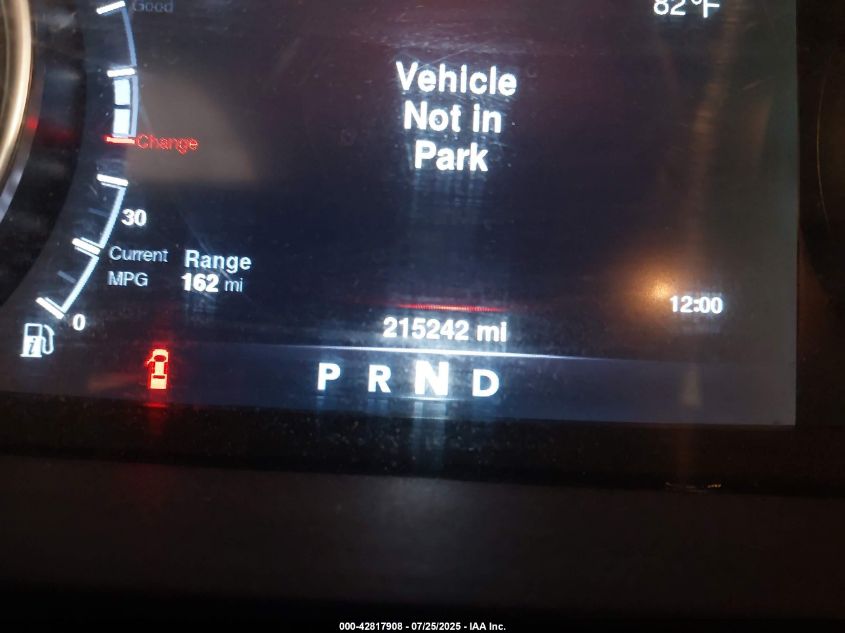 Good
82°F
Vehicle
Not in
Park
Change
30
Current
MPG
Range
162 mi
0
12:00
215242 mi
P R N D
000-42817908 - 07/25/2025 - IAA Inc.